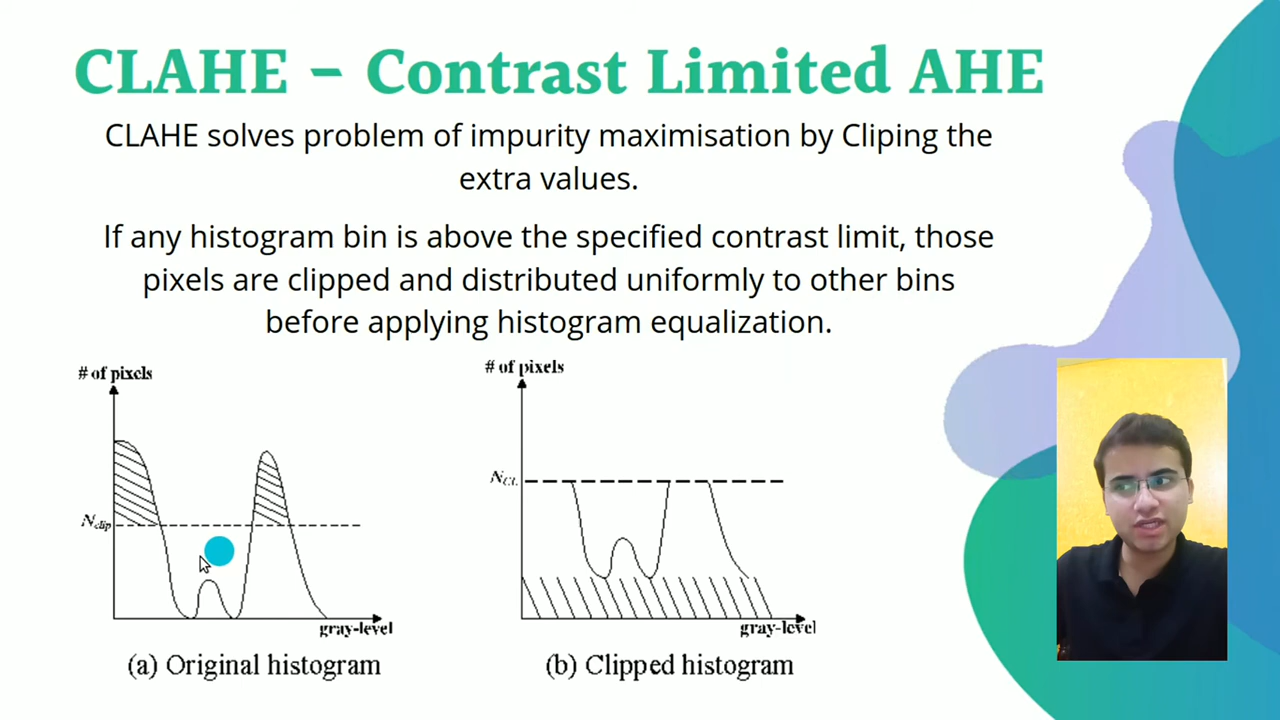 CLAHE – Contrast Limited AHE
CLAHE solves problem of impurity maximisation by Cliping the
extra values.
If any histogram bin is above the specified contrast limit, those
pixels are clipped and distributed uniformly to other bins
before applying histogram equalization.
# of pixels
N_clip
gray-level
(a) Original histogram
# of pixels
N_CL
gray-level
(b) Clipped histogram